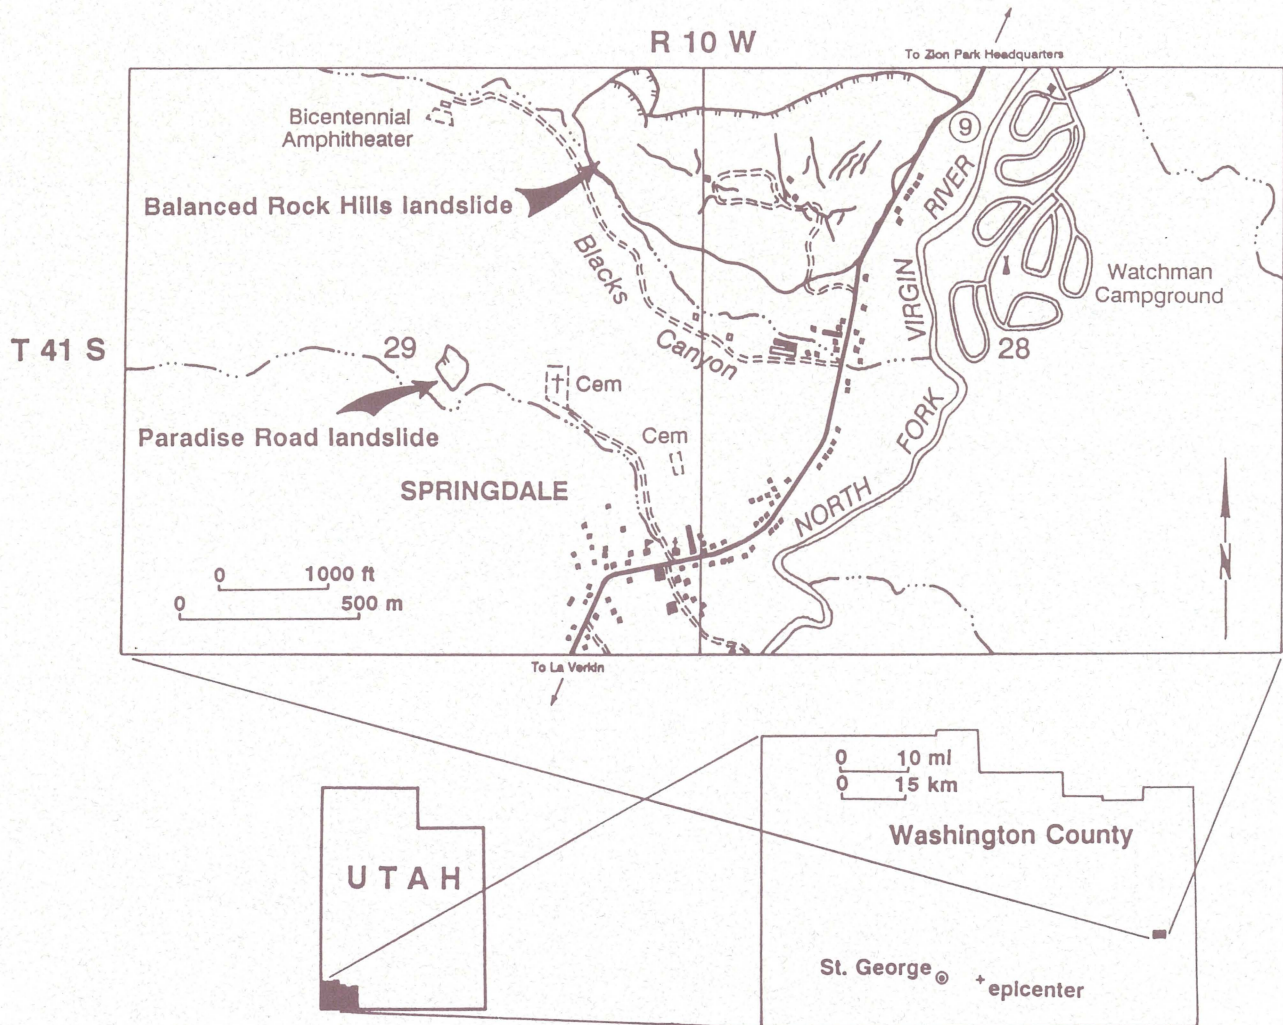 R 10 W
To Zion Park Headquarters
Bicentennial
Amphitheater
9
Balanced Rock Hills landslide
RIVER
VIRGIN
Blacks
Canyon
Watchman
Campground
T 41 S
29
28
Cem
FORK
Paradise Road landslide
Cem
SPRINGDALE
NORTH
0 1000 ft
0 500 m
N
To La Verkin
0 10 mi
0 15 km
Washington County
UTAH
St. George
epicenter